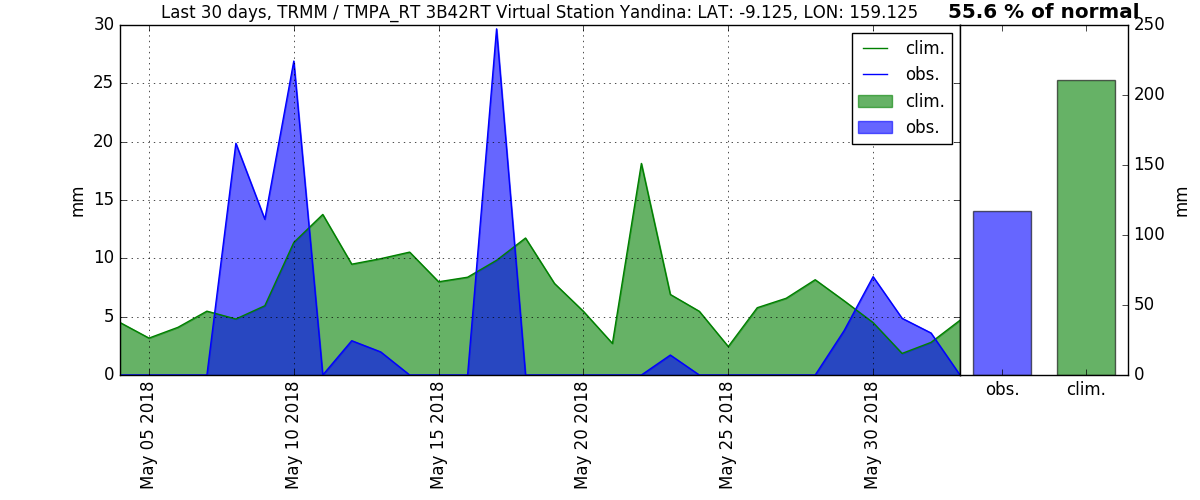 Last 30 days, TRMM / TMPA_RT 3B42RT Virtual Station Yandina: LAT: -9.125, LON: 159.125
55.6 % of normal
30
25
20
15
10
5
0
mm
clim.
obs.
clim.
obs.
May 05 2018
May 10 2018
May 15 2018
May 20 2018
May 25 2018
May 30 2018
250
200
150
100
50
0
mm
obs.
clim.